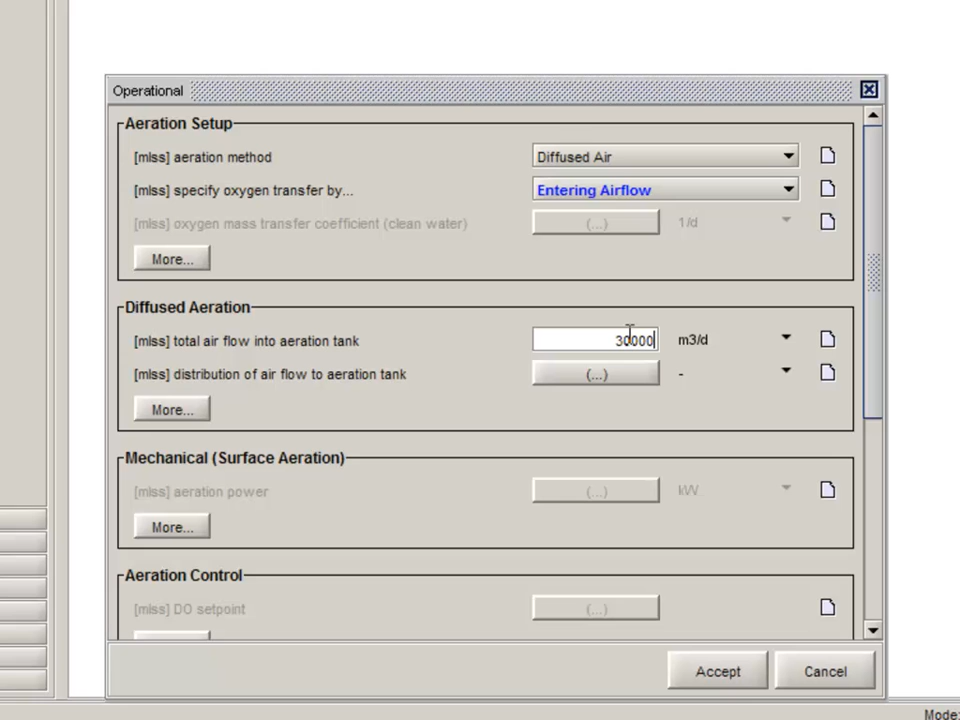 Operational
Aeration Setup
[mlss] aeration method Diffused Air
[mlss] specify oxygen transfer by... Entering Airflow
[mlss] oxygen mass transfer coefficient (clean water) (...) 1/d
More...
Diffused Aeration
[mlss] total air flow into aeration tank 30000 m3/d
[mlss] distribution of air flow to aeration tank (...) -
More...
Mechanical (Surface Aeration)
[mlss] aeration power (...) kW
More...
Aeration Control
[mlss] DO setpoint (...)
Accept Cancel
Mode: